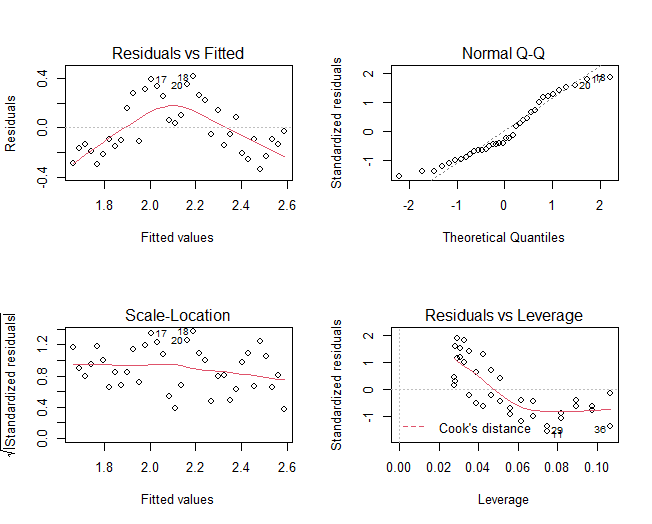 Residuals vs Fitted
Residuals
-0.4 0.0 0.4
17 18
20
1.8 2.0 2.2 2.4 2.6
Fitted values
Normal Q-Q
Standardized residuals
-1 0 1 2
20 17 18
-2 -1 0 1 2
Theoretical Quantiles
Scale-Location
√|Standardized residuals|
0.0 0.4 0.8 1.2
17 18
20
1.8 2.0 2.2 2.4 2.6
Fitted values
Residuals vs Leverage
Standardized residuals
-1 0 1 2
Cook's distance
29
11
30
0.00 0.02 0.04 0.06 0.08 0.10
Leverage